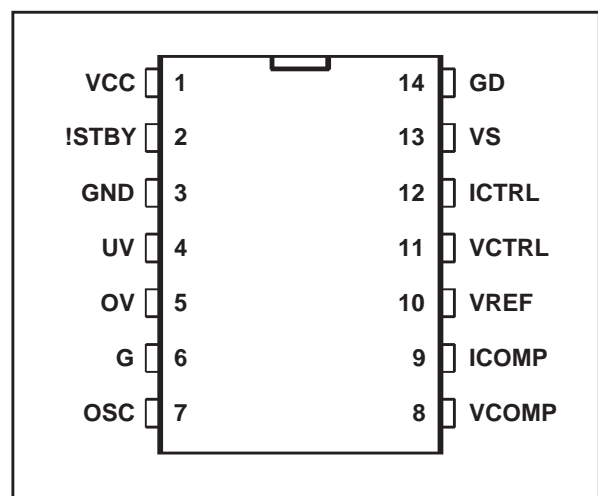 VCC 1 14 GD
!STBY 2 13 VS
GND 3 12 ICTRL
UV 4 11 VCTRL
OV 5 10 VREF
G 6 9 ICOMP
OSC 7 8 VCOMP